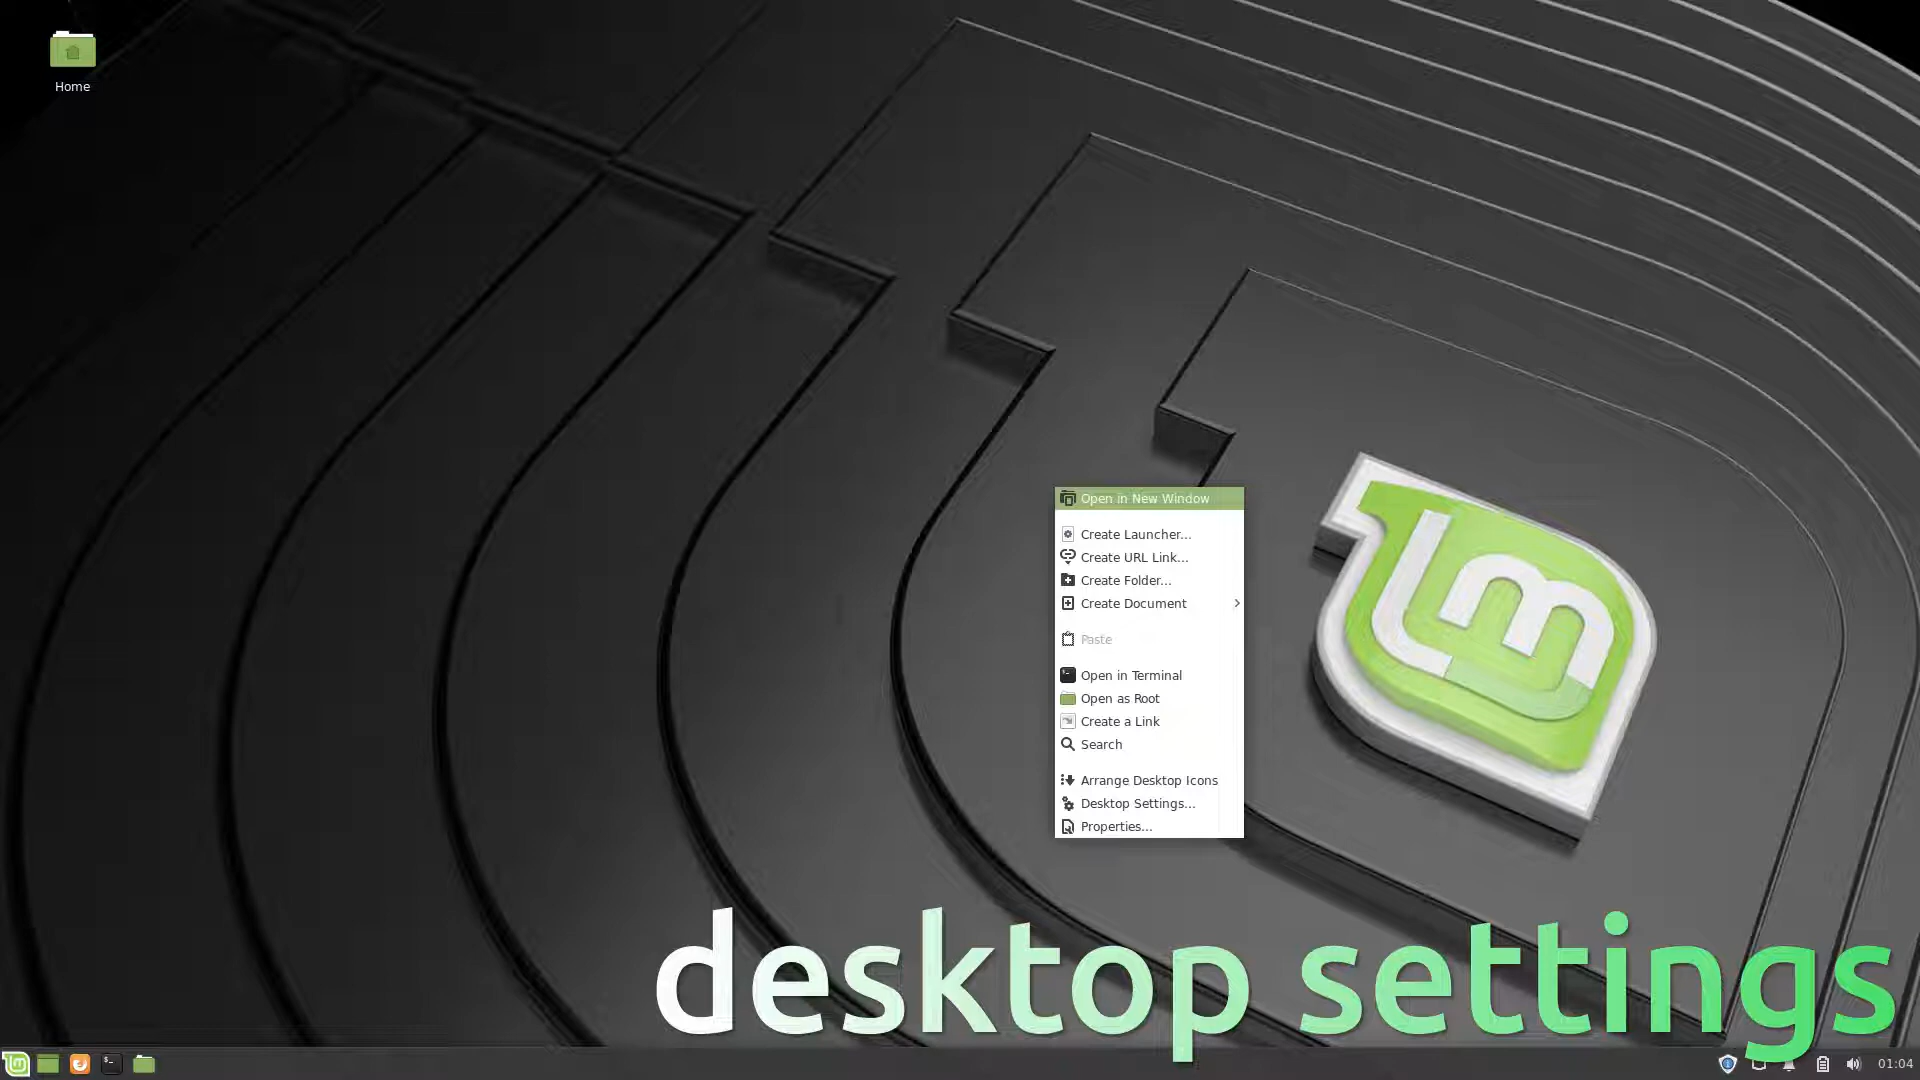 Home
Open in New Window
Create Launcher...
Create URL Link...
Create Folder...
Create Document
Paste
Open in Terminal
Open as Root
Create a Link
Search
Arrange Desktop Icons
Desktop Settings...
Properties...
lm
desktop settings
01:04